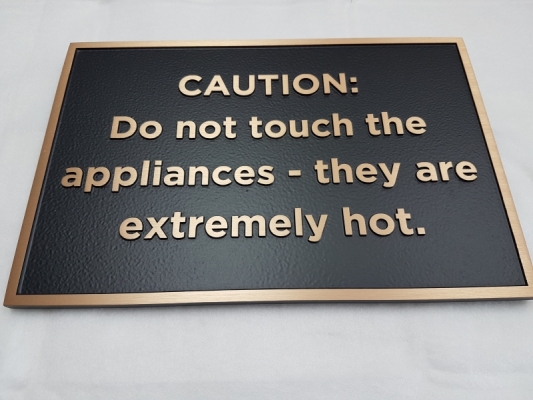 CAUTION:
Do not touch the
appliances - they are
extremely hot.